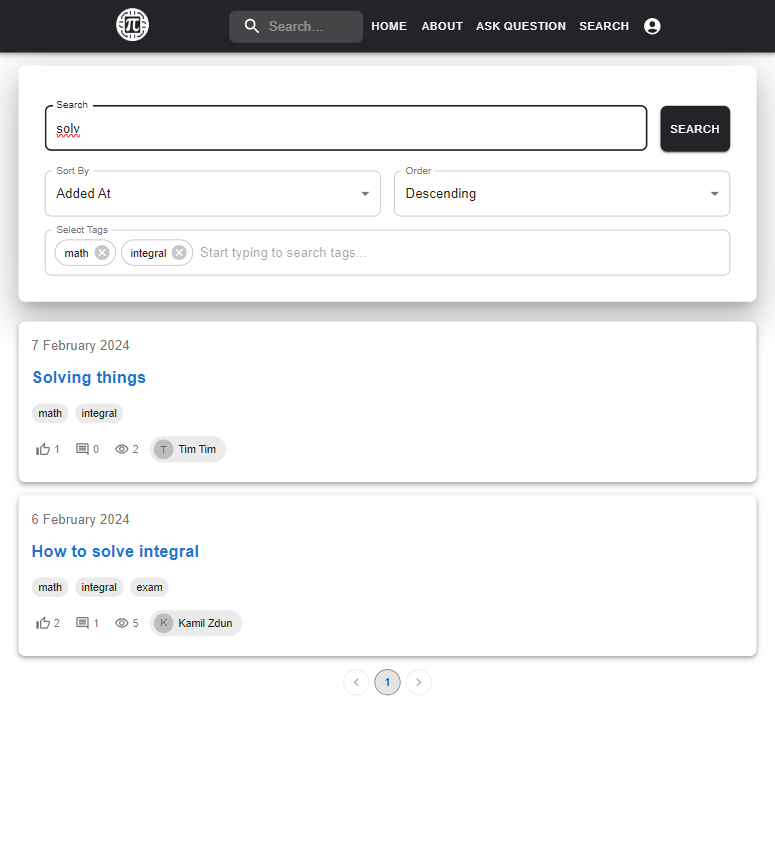 π Search... HOME ABOUT ASK QUESTION SEARCH
Search
solv
SEARCH
Sort By
Added At
Order
Descending
Select Tags
math integral Start typing to search tags...
7 February 2024
Solving things
math integral
1 0 2 T Tim Tim
6 February 2024
How to solve integral
math integral exam
2 1 5 K Kamil Zdun
1